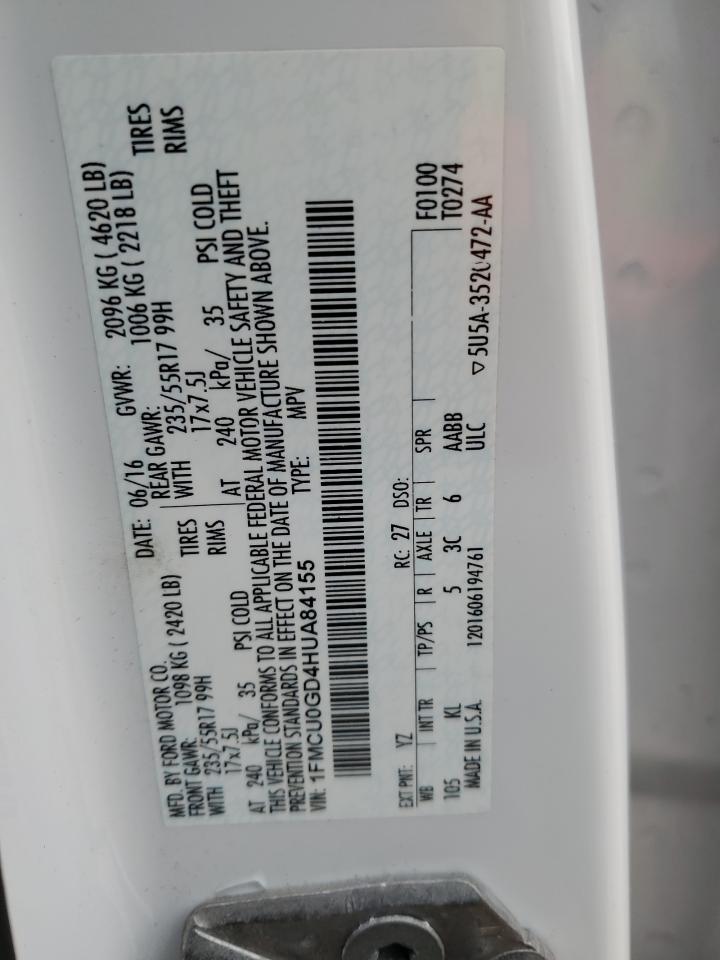 MFD. BY FORD MOTOR CO.
DATE: 06/16 GVWR: 2096 KG ( 4620 LB)
FRONT GAWR: 1098 KG ( 2420 LB)
REAR GAWR: 1006 KG ( 2218 LB)
WITH 235/55R17 99H TIRES
WITH 235/55R17 99H TIRES
17x7.5J RIMS
17x7.5J RIMS
AT 240 kPa/ 35 PSI COLD
AT 240 kPa/ 35 PSI COLD
THIS VEHICLE CONFORMS TO ALL APPLICABLE FEDERAL MOTOR VEHICLE SAFETY AND THEFT
PREVENTION STANDARDS IN EFFECT ON THE DATE OF MANUFACTURE SHOWN ABOVE.
VIN: 1FMCU0GD4HUA84155 TYPE: MPV
EXT PNT: YZ RC: 27 DSO: F0100
WB INT TR TP/PS R AXLE TR SPR T0274
105 KL 5 3C 6 AABB
MADE IN U.S.A. 1201606194761 ULC ▽5U5A-3520472-AA